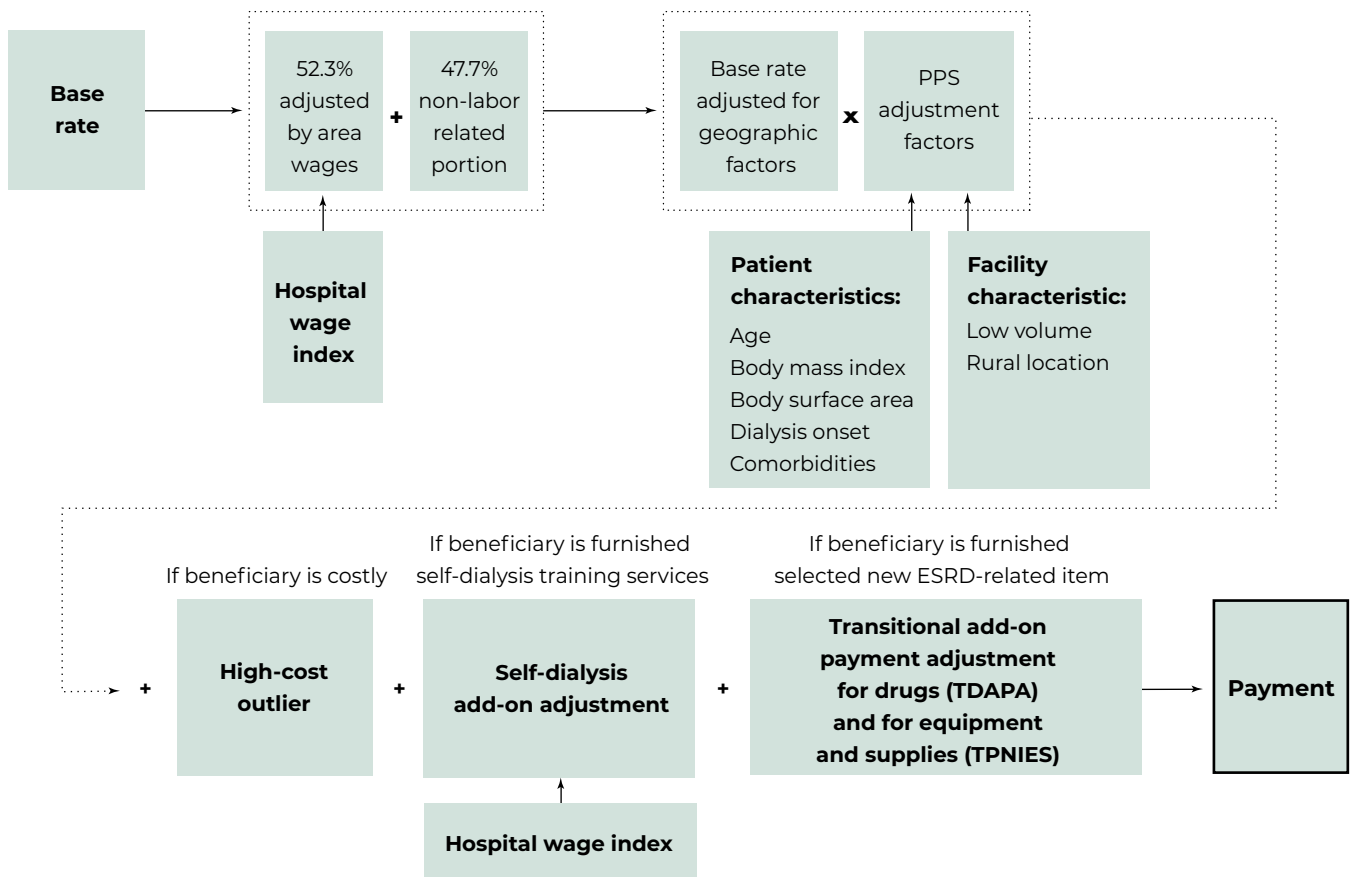 Base
rate
52.3%
adjusted
by area
wages
+
47.7%
non-labor
related
portion
Hospital
wage
index
Base rate
adjusted for
geographic
factors
x
PPS
adjustment
factors
Patient
characteristics:
Age
Body mass index
Body surface area
Dialysis onset
Comorbidities
Facility
characteristic:
Low volume
Rural location
+
If beneficiary is costly
High-cost
outlier
+
If beneficiary is furnished
self-dialysis training services
Self-dialysis
add-on adjustment
Hospital wage index
+
If beneficiary is furnished
selected new ESRD-related item
Transitional add-on
payment adjustment
for drugs (TDAPA)
and for equipment
and supplies (TPNIES)
Payment